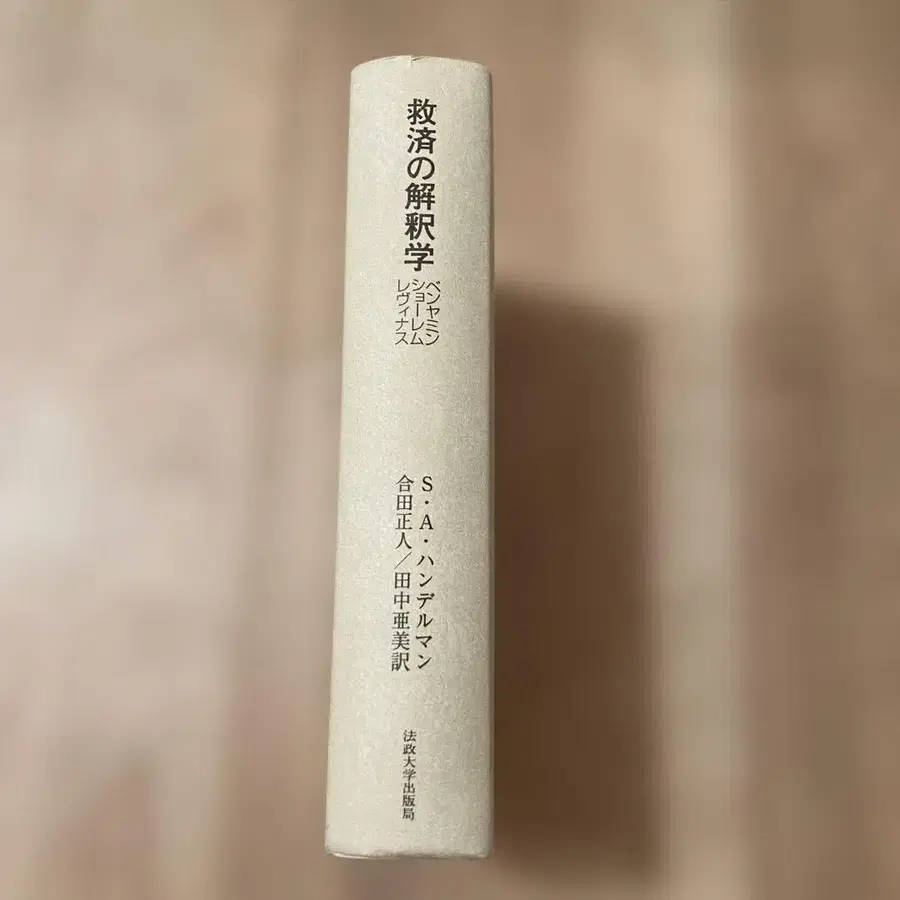 救済の解釈学
ベンヤミン
ショーレム
レヴィナス
S・A・ハンデルマン
合田正人／田中亜美訳
法政大学出版局